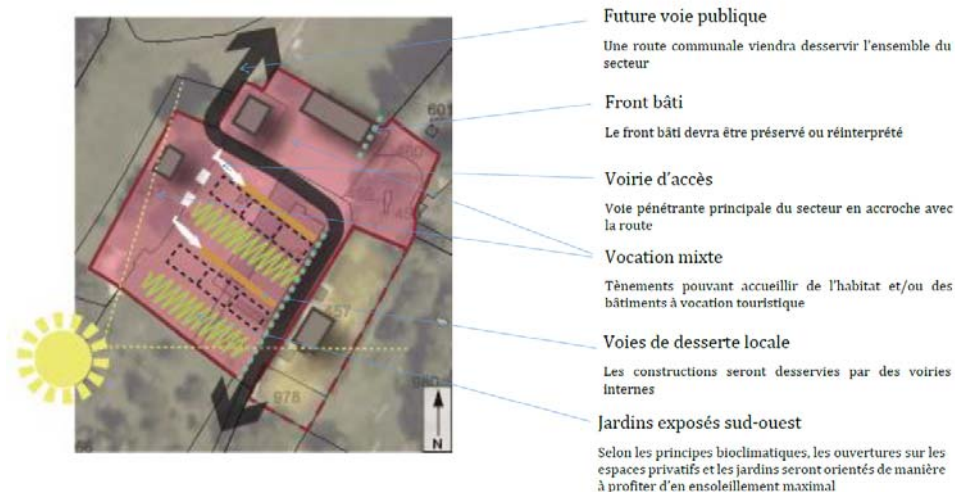 Future voie publique
Une route communale viendra desservir l'ensemble du
secteur
Front bâti
Le front bâti devra être préservé ou réinterprété
Voirie d'accès
Voie pénétrante principale du secteur en accroche avec
la route
Vocation mixte
Tènements pouvant accueillir de l'habitat et/ou des
bâtiments à vocation touristique
Voies de desserte locale
Les constructions seront desservies par des voiries
internes
Jardins exposés sud-ouest
Selon les principes bioclimatiques, les ouvertures sur les
espaces privatifs et les jardins seront orientés de manière
à profiter d'en ensoleillement maximal
601
457
978
980
66
N